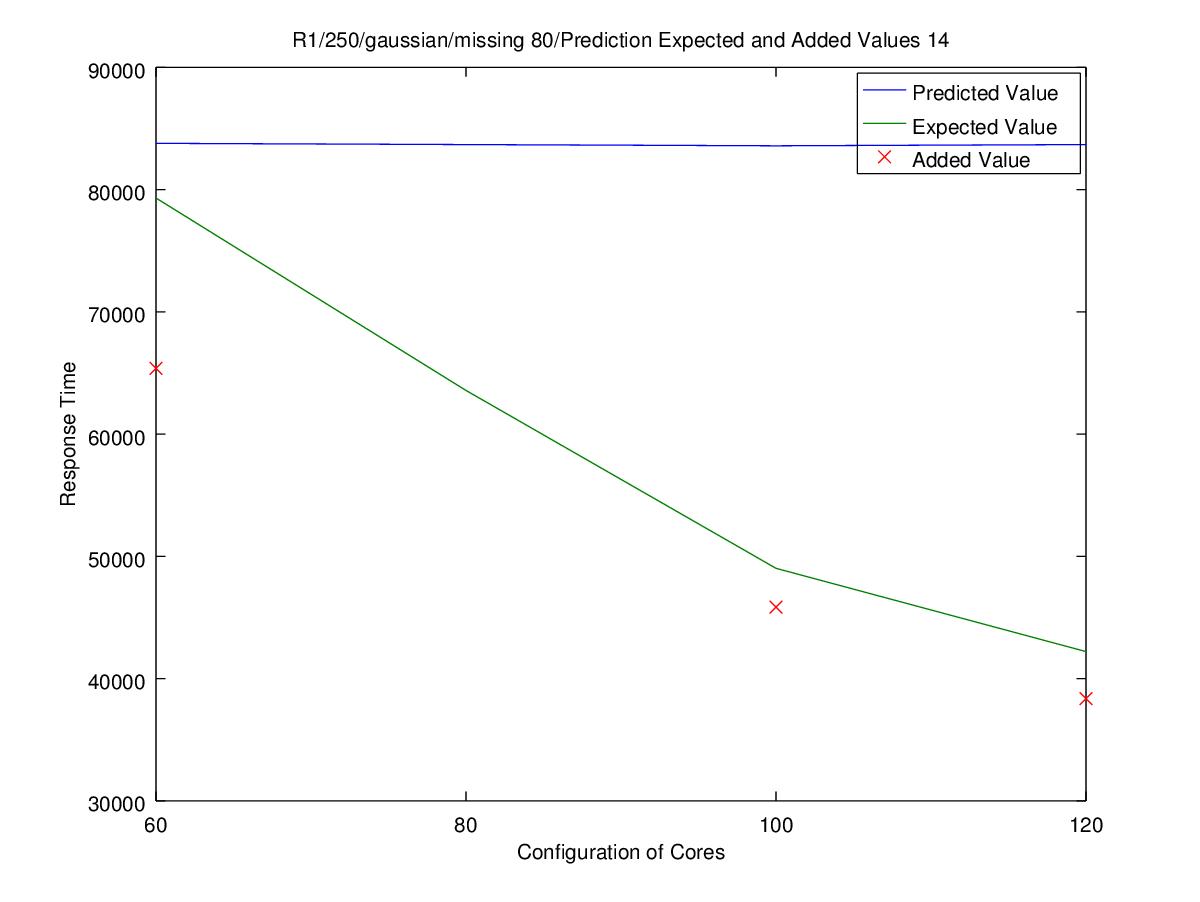 R1/250/gaussian/missing 80/Prediction Expected and Added Values 14
90000
80000
70000
60000
50000
40000
30000
Response Time
Predicted Value
Expected Value
Added Value
60
80
100
120
Configuration of Cores